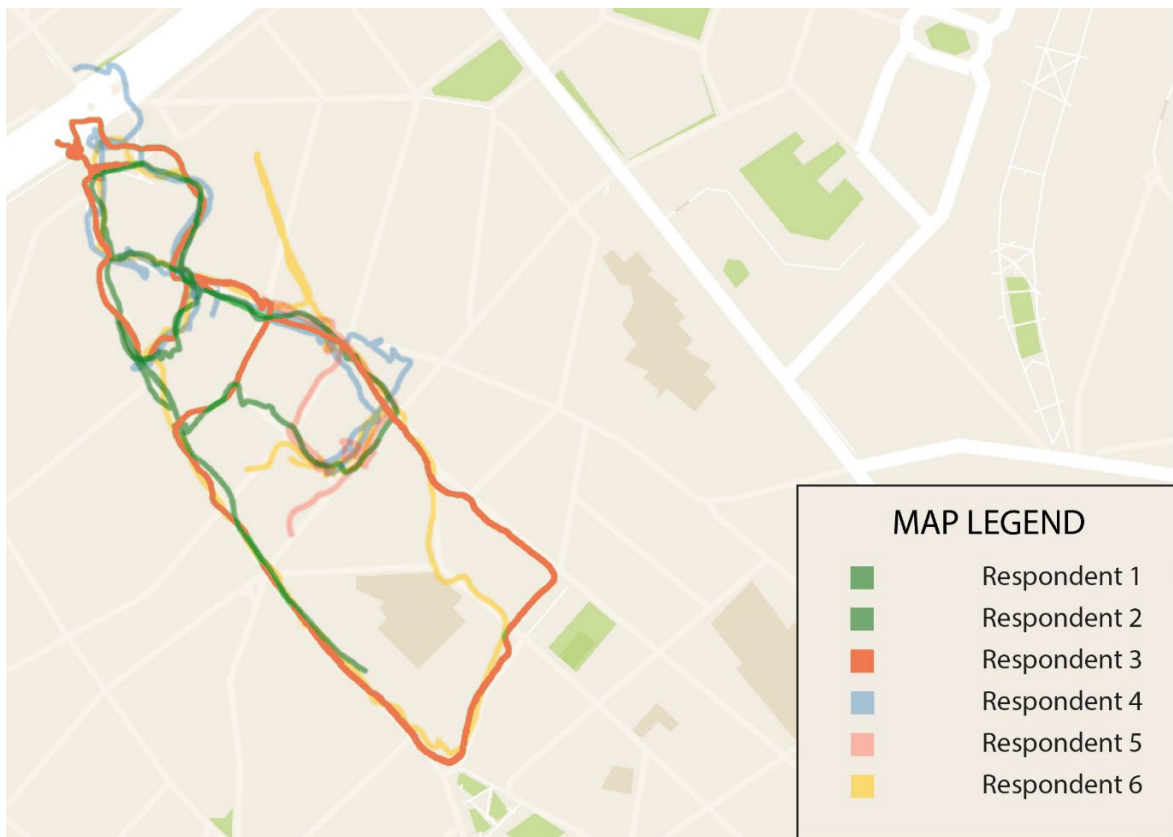 MAP LEGEND
Respondent 1
Respondent 2
Respondent 3
Respondent 4
Respondent 5
Respondent 6